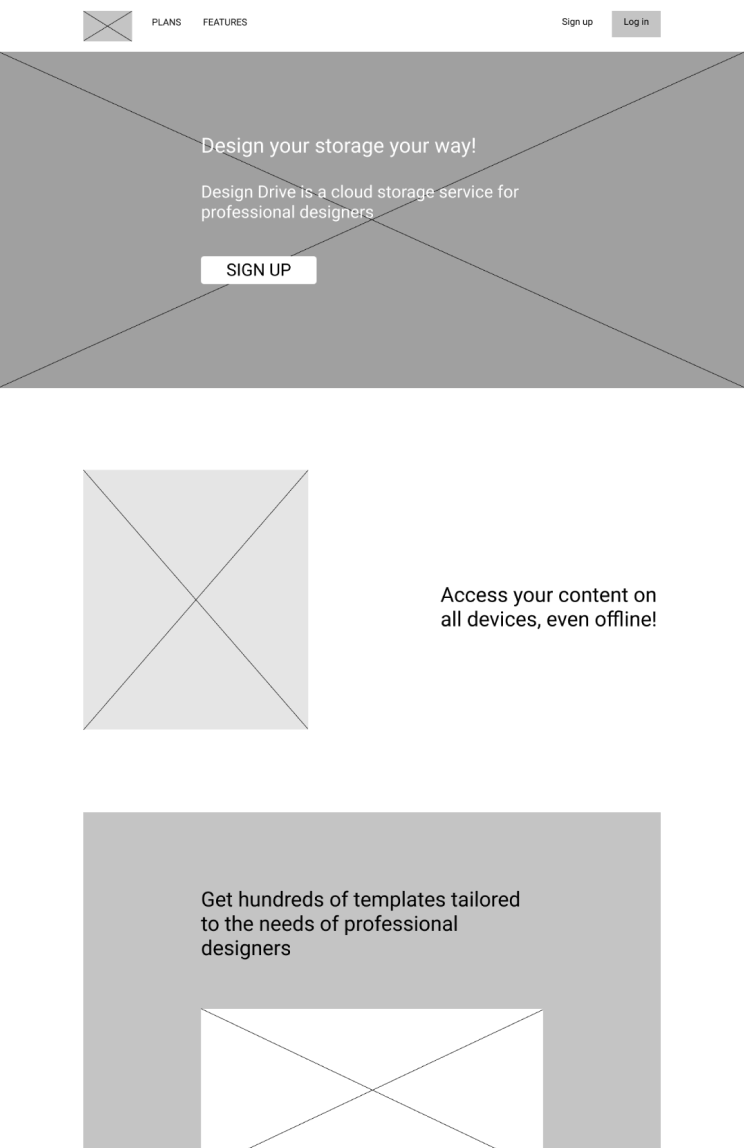 PLANS FEATURES Sign up Log in
Design your storage your way!
Design Drive is a cloud storage service for
professional designers
SIGN UP
Access your content on
all devices, even offline!
Get hundreds of templates tailored
to the needs of professional
designers